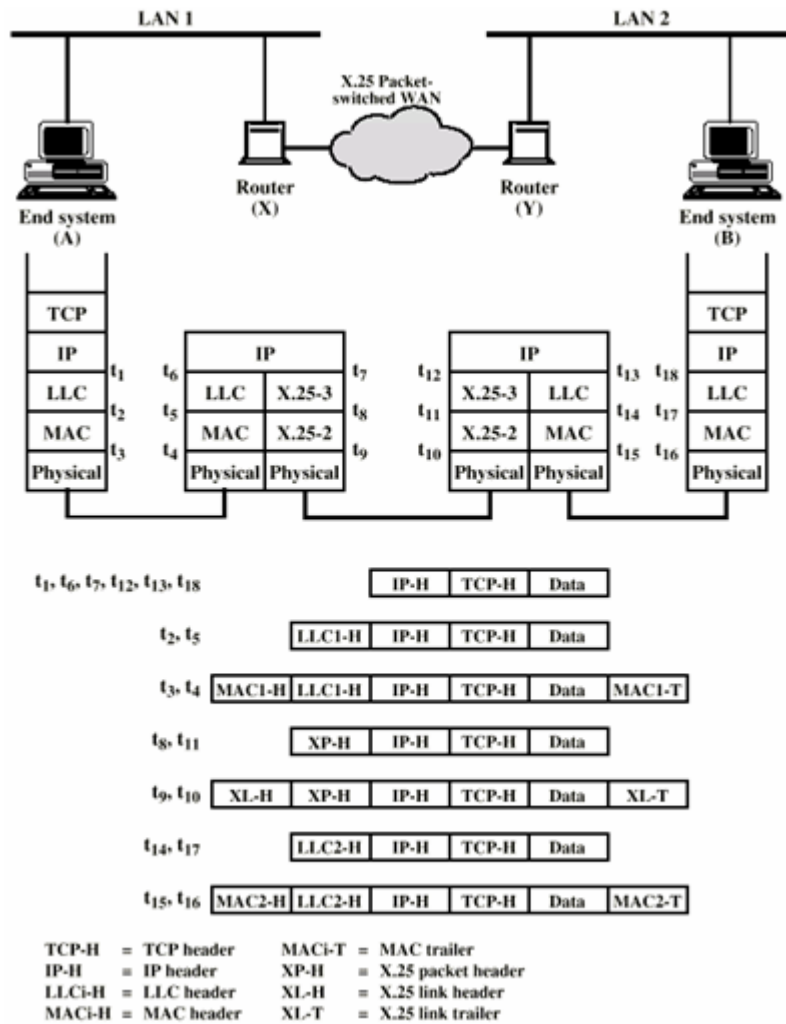 LAN 1
LAN 2
X.25 Packet-
switched WAN
Router
(X)
Router
(Y)
End system
(A)
End system
(B)
TCP
TCP
IP
IP
IP
IP
t1
t6
t7
t12
t13
t18
LLC
LLC
X.25-3
X.25-3
LLC
LLC
t2
t5
t8
t11
t14
t17
MAC
MAC
X.25-2
X.25-2
MAC
MAC
t3
t4
t9
t10
t15
t16
Physical
Physical
Physical
Physical
Physical
Physical
t1, t6, t7, t12, t13, t18 IP-H TCP-H Data
t2, t5 LLC1-H IP-H TCP-H Data
t3, t4 MAC1-H LLC1-H IP-H TCP-H Data MAC1-T
t8, t11 XP-H IP-H TCP-H Data
t9, t10 XL-H XP-H IP-H TCP-H Data XL-T
t14, t17 LLC2-H IP-H TCP-H Data
t15, t16 MAC2-H LLC2-H IP-H TCP-H Data MAC2-T
TCP-H = TCP header MACi-T = MAC trailer
IP-H = IP header XP-H = X.25 packet header
LLCi-H = LLC header XL-H = X.25 link header
MACi-H = MAC header XL-T = X.25 link trailer